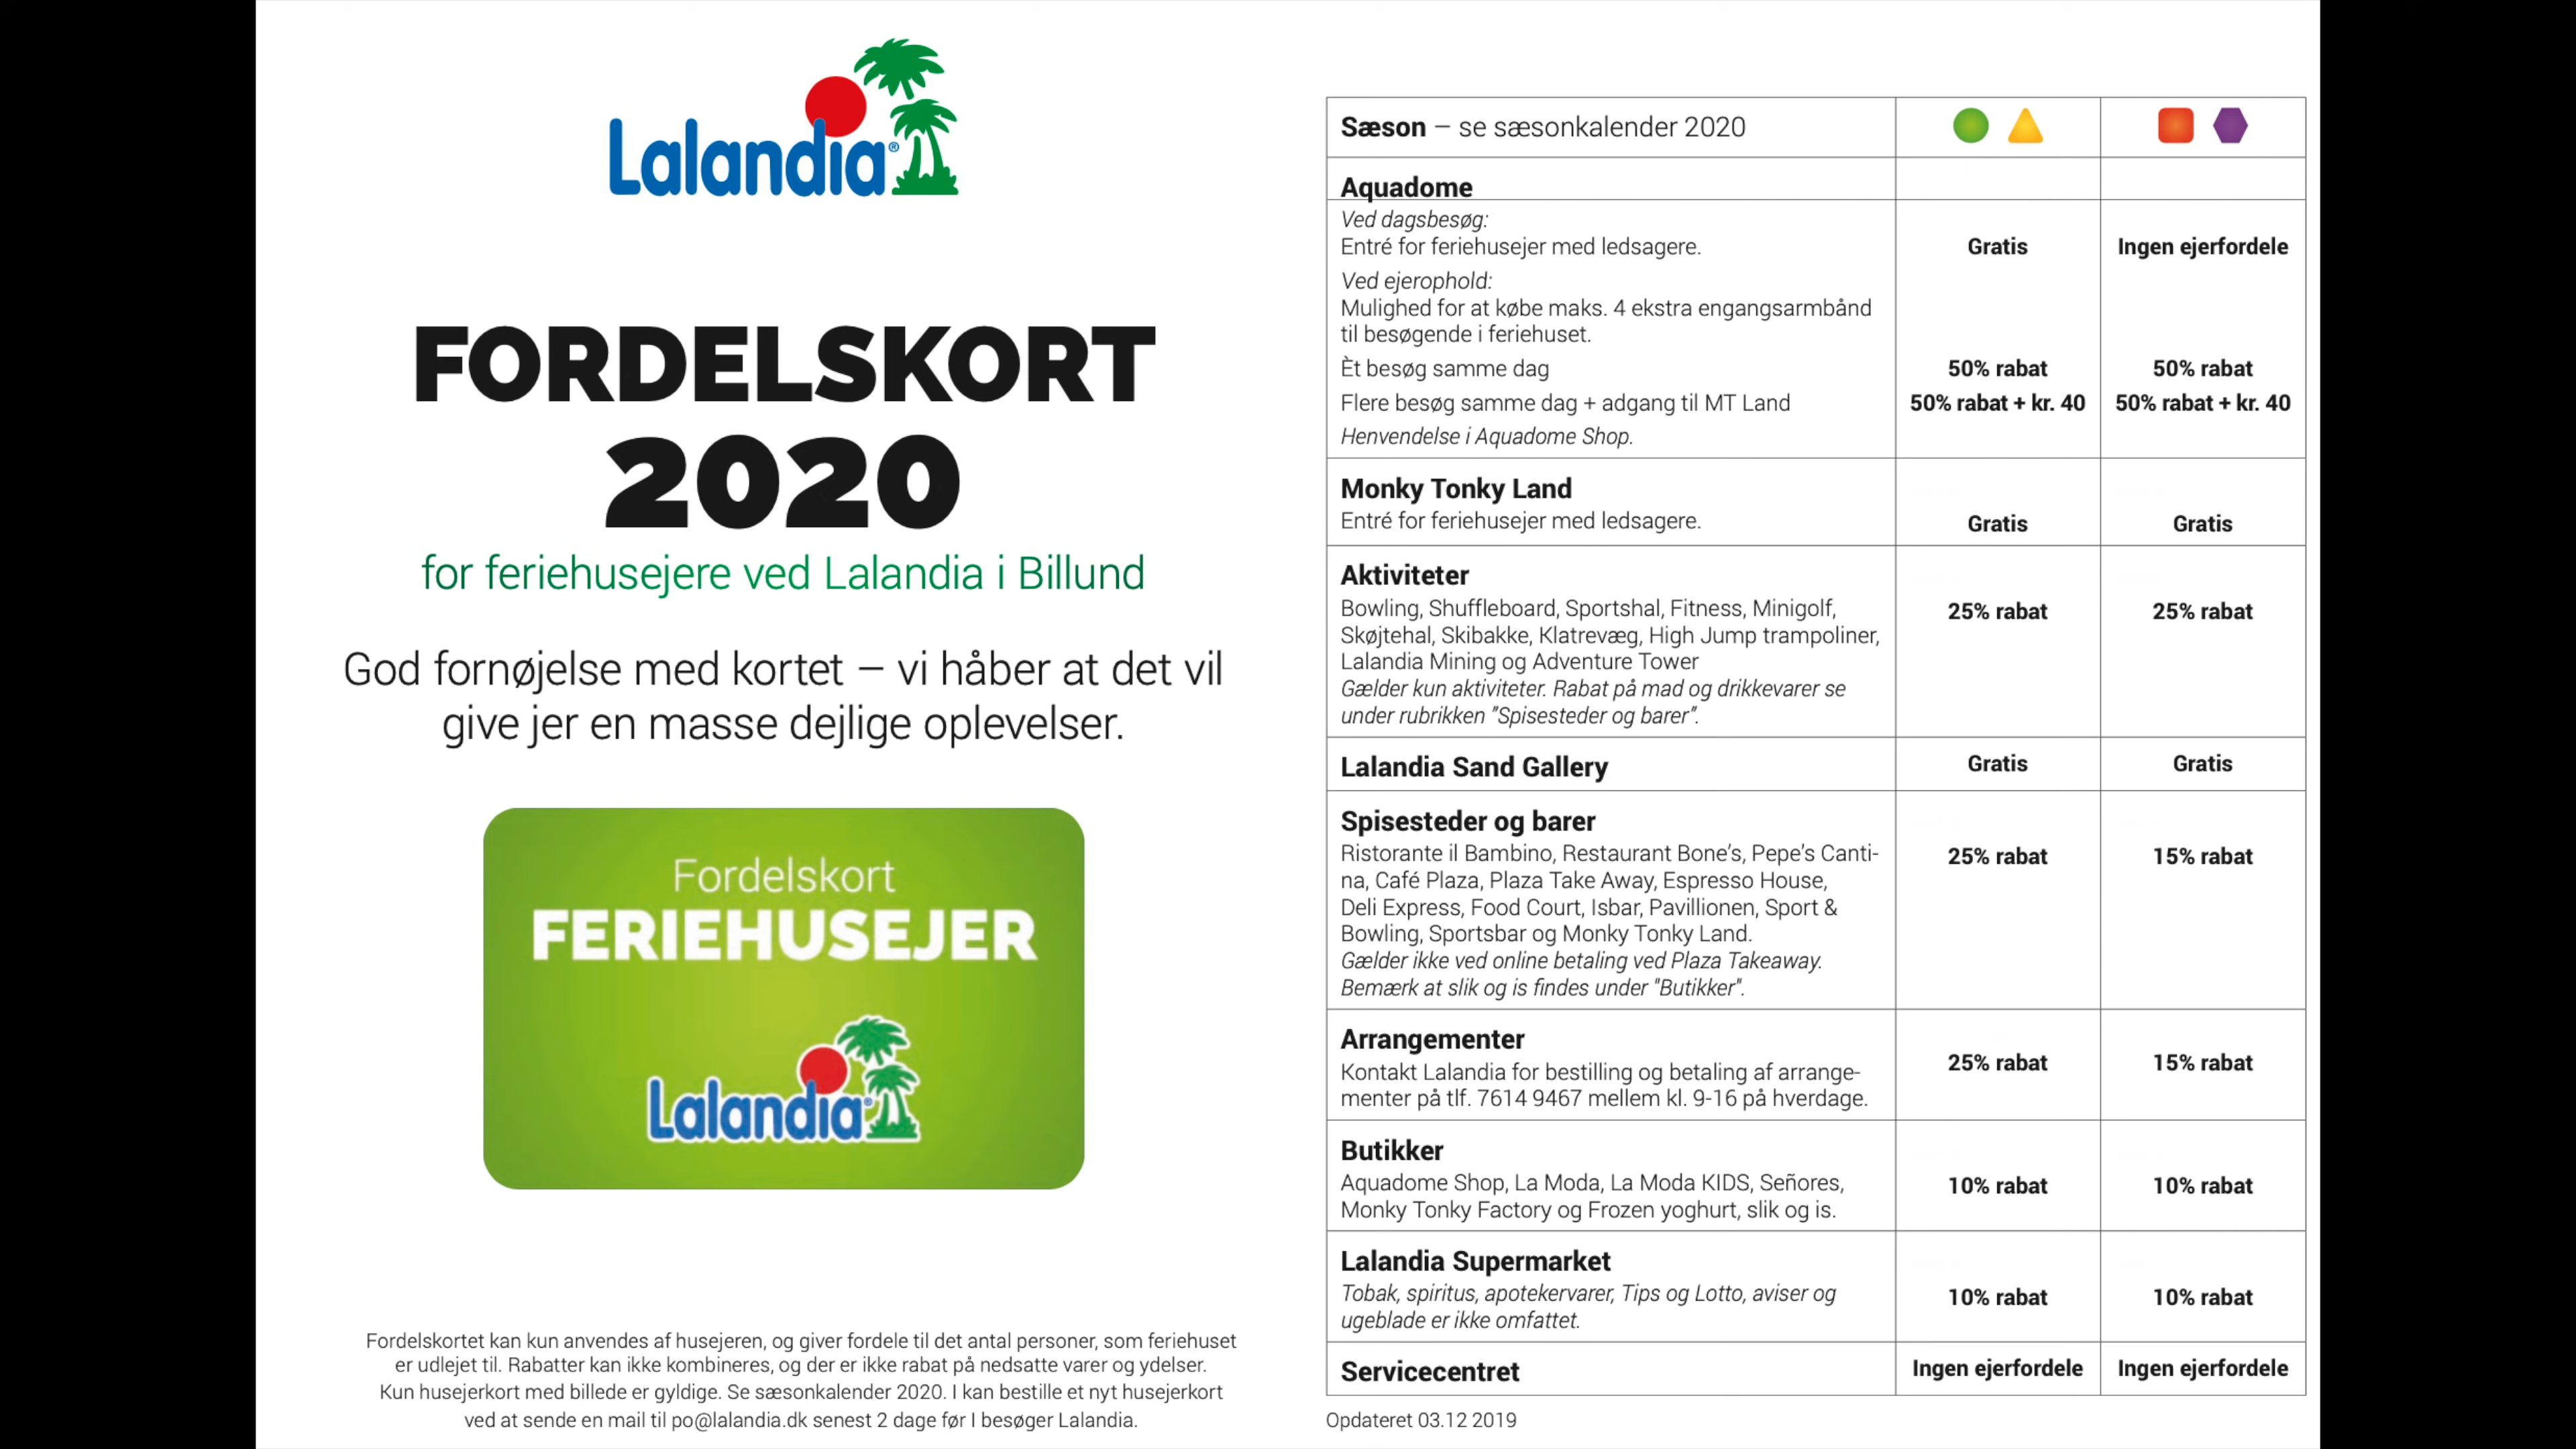 Lalandia®
FORDELSKORT
2020
for feriehusejere ved Lalandia i Billund
God fornøjelse med kortet – vi håber at det vil
give jer en masse dejlige oplevelser.
Fordelskort
FERIEHUSEJER
Lalandia®
Fordelskortet kan kun anvendes af husejeren, og giver fordele til det antal personer, som feriehuset
er udlejet til. Rabatter kan ikke kombineres, og der er ikke rabat på nedsatte varer og ydelser.
Kun husejerkort med billede er gyldige. Se sæsonkalender 2020. I kan bestille et nyt husejerkort
ved at sende en mail til po@lalandia.dk senest 2 dage før I besøger Lalandia.
Sæson – se sæsonkalender 2020
Aquadome
Ved dagsbesøg:
Entré for feriehusejer med ledsagere. Gratis Ingen ejerfordele
Ved ejerophold:
Mulighed for at købe maks. 4 ekstra engangsarmbånd
til besøgende i feriehuset.
Èt besøg samme dag 50% rabat 50% rabat
Flere besøg samme dag + adgang til MT Land 50% rabat + kr. 40 50% rabat + kr. 40
Henvendelse i Aquadome Shop.
Monky Tonky Land
Entré for feriehusejer med ledsagere. Gratis Gratis
Aktiviteter
Bowling, Shuffleboard, Sportshal, Fitness, Minigolf, 25% rabat 25% rabat
Skøjtehal, Skibakke, Klatrevæg, High Jump trampoliner,
Lalandia Mining og Adventure Tower
Gælder kun aktiviteter. Rabat på mad og drikkevarer se
under rubrikken "Spisesteder og barer".
Lalandia Sand Gallery Gratis Gratis
Spisesteder og barer
Ristorante il Bambino, Restaurant Bone's, Pepe's Canti- 25% rabat 15% rabat
na, Café Plaza, Plaza Take Away, Espresso House,
Deli Express, Food Court, Isbar, Pavillionen, Sport &
Bowling, Sportsbar og Monky Tonky Land.
Gælder ikke ved online betaling ved Plaza Takeaway.
Bemærk at slik og is findes under "Butikker".
Arrangementer
Kontakt Lalandia for bestilling og betaling af arrange- 25% rabat 15% rabat
menter på tlf. 7614 9467 mellem kl. 9-16 på hverdage.
Butikker
Aquadome Shop, La Moda, La Moda KIDS, Señores, 10% rabat 10% rabat
Monky Tonky Factory og Frozen yoghurt, slik og is.
Lalandia Supermarket
Tobak, spiritus, apotekervarer, Tips og Lotto, aviser og 10% rabat 10% rabat
ugeblade er ikke omfattet.
Servicecentret Ingen ejerfordele Ingen ejerfordele
Opdateret 03.12 2019